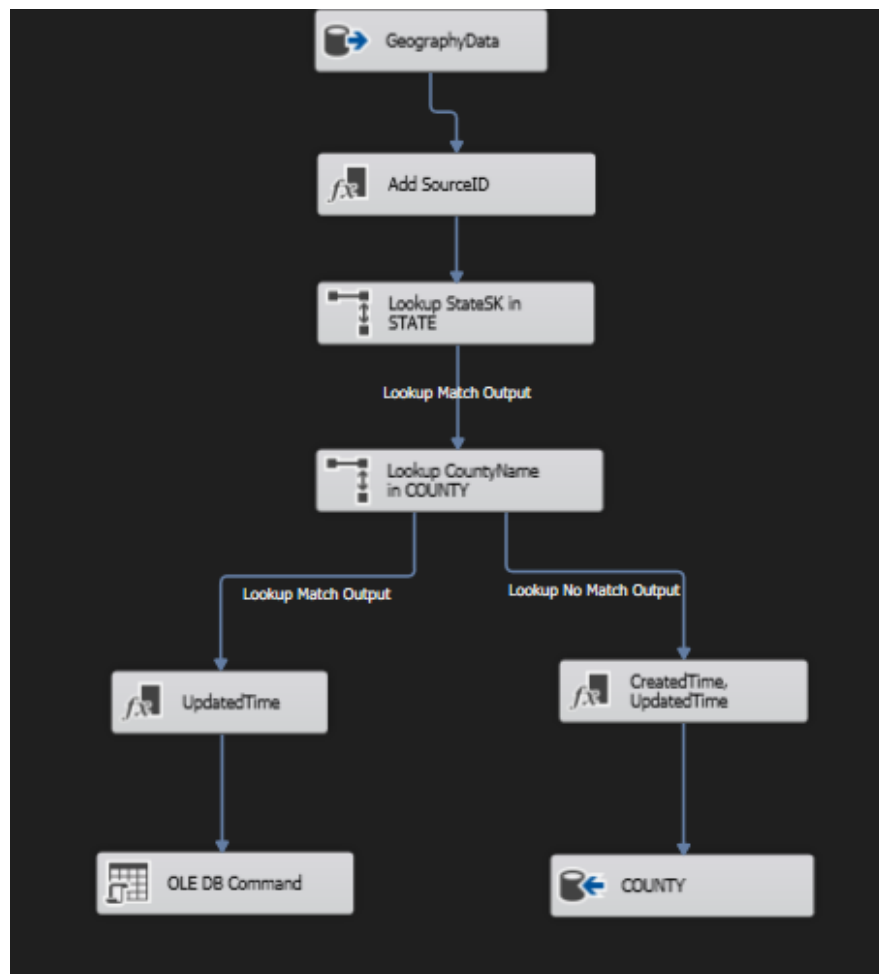 GeographyData
Add SourceID
Lookup StateSK in
STATE
Lookup Match Output
Lookup CountyName
in COUNTY
Lookup Match Output
Lookup No Match Output
UpdatedTime
CreatedTime,
UpdatedTime
OLE DB Command
COUNTY